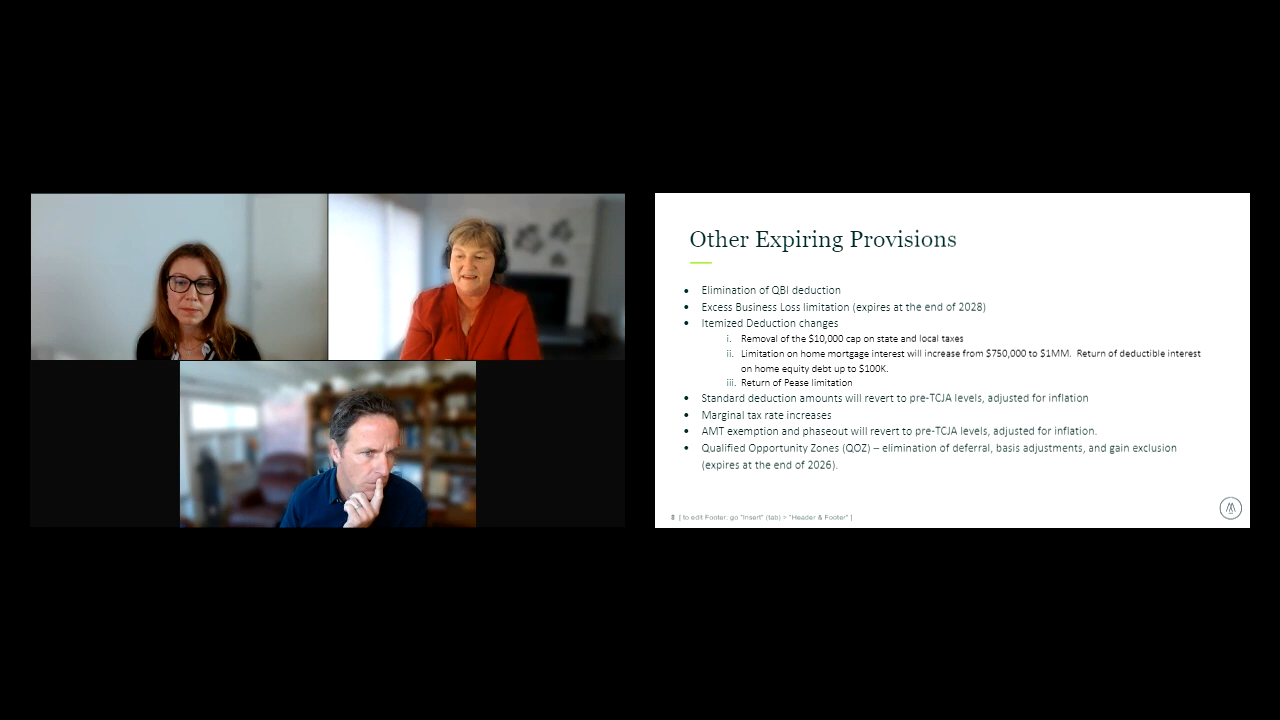 Other Expiring Provisions
• Elimination of QBI deduction
• Excess Business Loss limitation (expires at the end of 2028)
• Itemized Deduction changes
i. Removal of the $10,000 cap on state and local taxes
ii. Limitation on home mortgage interest will increase from $750,000 to $1MM. Return of deductible interest
on home equity debt up to $100K.
iii. Return of Pease limitation
• Standard deduction amounts will revert to pre-TCJA levels, adjusted for inflation
• Marginal tax rate increases
• AMT exemption and phaseout will revert to pre-TCJA levels, adjusted for inflation.
• Qualified Opportunity Zones (QOZ) – elimination of deferral, basis adjustments, and gain exclusion
(expires at the end of 2026).
8 [ to edit Footer: go "Insert" (tab) > "Header & Footer" ]